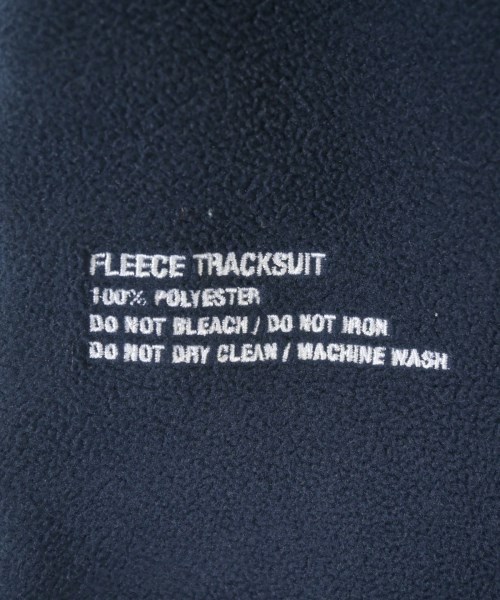 FLEECE TRACKSUIT
100% POLYESTER
DO NOT BLEACH / DO NOT IRON
DO NOT DRY CLEAN / MACHINE WASH